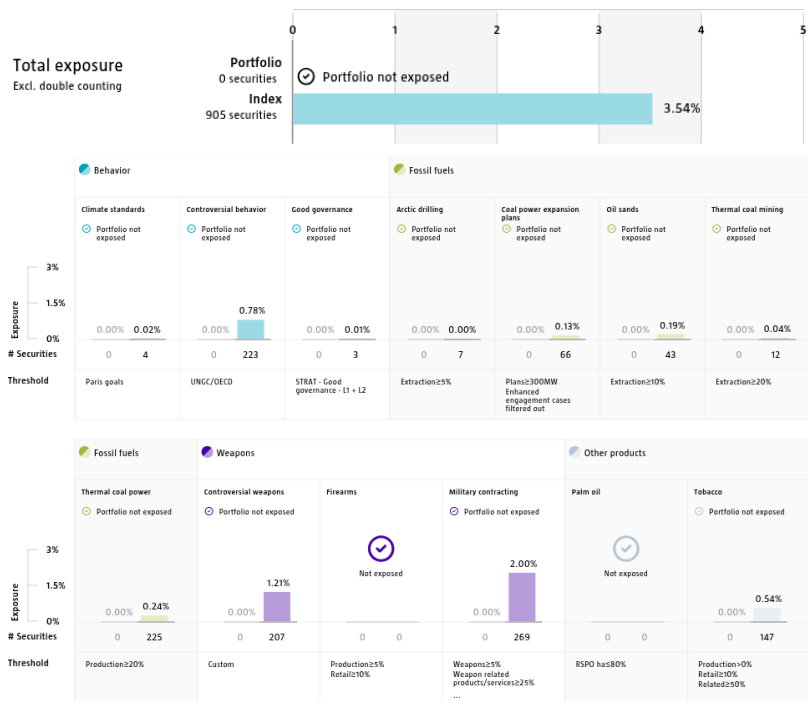 0 1 2 3 4 5
Total exposure
Excl. double counting
Portfolio
0 securities
Portfolio not exposed
Index
905 securities
3.54%
Behavior
Fossil fuels
Climate standards
Controversial behavior
Good governance
Arctic drilling
Coal power expansion
plans
Oil sands
Thermal coal mining
Portfolio not
exposed
Portfolio not
exposed
Portfolio not
exposed
Portfolio not
exposed
Portfolio not
exposed
Portfolio not
exposed
Portfolio not
exposed
Exposure
3%
1.5%
0%
0.00% 0.02%
0.00% 0.78%
0.00% 0.01%
0.00% 0.00%
0.00% 0.13%
0.00% 0.19%
0.00% 0.04%
# Securities 0 4 0 223 0 3 0 7 0 66 0 43 0 12
Threshold
Paris goals
UNGC/OECD
STRAT - Good
governance - L1 + L2
Extraction≥5%
Plans≥300MW
Enhanced
engagement cases
filtered out
Extraction≥10%
Extraction≥20%
Fossil fuels
Weapons
Other products
Thermal coal power
Controversial weapons
Firearms
Military contracting
Palm oil
Tobacco
Portfolio not exposed
Portfolio not exposed
Not exposed
Portfolio not exposed
Not exposed
Portfolio not exposed
Exposure
3%
1.5%
0%
0.00% 0.24%
0.00% 1.21%
0.00% 2.00%
0.00% 0.54%
# Securities 0 225 0 207 0 0 0 269 0 0 0 147
Threshold
Production≥20%
Custom
Production≥5%
Retail≥10%
Weapons≥5%
Weapon related
products/services≥25%
...
RSPO ha≤80%
Production>0%
Retail≥10%
Related≥50%